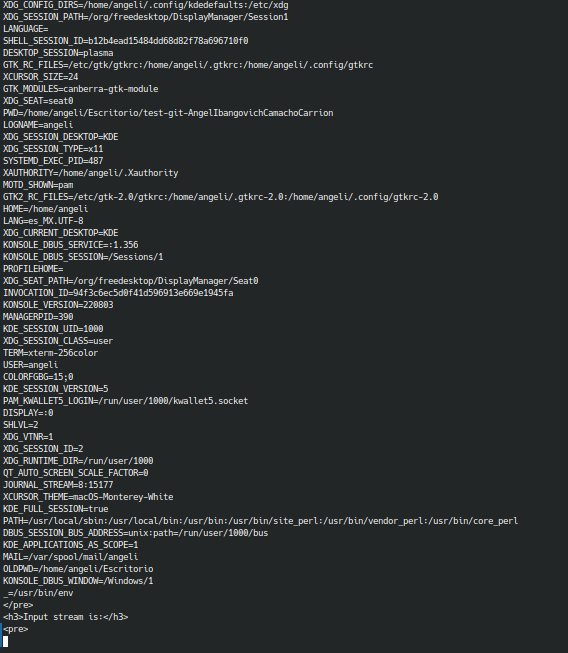 XDG_CONFIG_DIRS=/home/angeli/.config/kdedefaults:/etc/xdg
XDG_SESSION_PATH=/org/freedesktop/DisplayManager/Session1
LANGUAGE=
SHELL_SESSION_ID=b12b4ead15484dd68d82f78a696710f0
DESKTOP_SESSION=plasma
GTK_RC_FILES=/etc/gtk/gtkrc:/home/angeli/.gtkrc:/home/angeli/.config/gtkrc
XCURSOR_SIZE=24
GTK_MODULES=canberra-gtk-module
XDG_SEAT=seat0
PWD=/home/angeli/Escritorio/test-git-AngelIbangovichCamachoCarrion
LOGNAME=angeli
XDG_SESSION_DESKTOP=KDE
XDG_SESSION_TYPE=x11
SYSTEMD_EXEC_PID=487
XAUTHORITY=/home/angeli/.Xauthority
MOTD_SHOWN=pam
GTK2_RC_FILES=/etc/gtk-2.0/gtkrc:/home/angeli/.gtkrc-2.0:/home/angeli/.config/gtkrc-2.0
HOME=/home/angeli
LANG=es_MX.UTF-8
XDG_CURRENT_DESKTOP=KDE
KONSOLE_DBUS_SERVICE=:1.356
KONSOLE_DBUS_SESSION=/Sessions/1
PROFILEHOME=
XDG_SEAT_PATH=/org/freedesktop/DisplayManager/Seat0
INVOCATION_ID=94f3c6ec5d0f41d596913e669e1945fa
KONSOLE_VERSION=220803
MANAGERPID=390
KDE_SESSION_UID=1000
XDG_SESSION_CLASS=user
TERM=xterm-256color
USER=angeli
COLORFGBG=15;0
KDE_SESSION_VERSION=5
PAM_KWALLET5_LOGIN=/run/user/1000/kwallet5.socket
DISPLAY=:0
SHLVL=2
XDG_VTNR=1
XDG_SESSION_ID=2
XDG_RUNTIME_DIR=/run/user/1000
QT_AUTO_SCREEN_SCALE_FACTOR=0
JOURNAL_STREAM=8:15177
XCURSOR_THEME=macOS-Monterey-White
KDE_FULL_SESSION=true
PATH=/usr/local/sbin:/usr/local/bin:/usr/bin:/usr/bin/site_perl:/usr/bin/vendor_perl:/usr/bin/core_perl
DBUS_SESSION_BUS_ADDRESS=unix:path=/run/user/1000/bus
KDE_APPLICATIONS_AS_SCOPE=1
MAIL=/var/spool/mail/angeli
OLDPWD=/home/angeli/Escritorio
KONSOLE_DBUS_WINDOW=/Windows/1
_=/usr/bin/env
</pre>
<h3>Input stream is:</h3>
<pre>